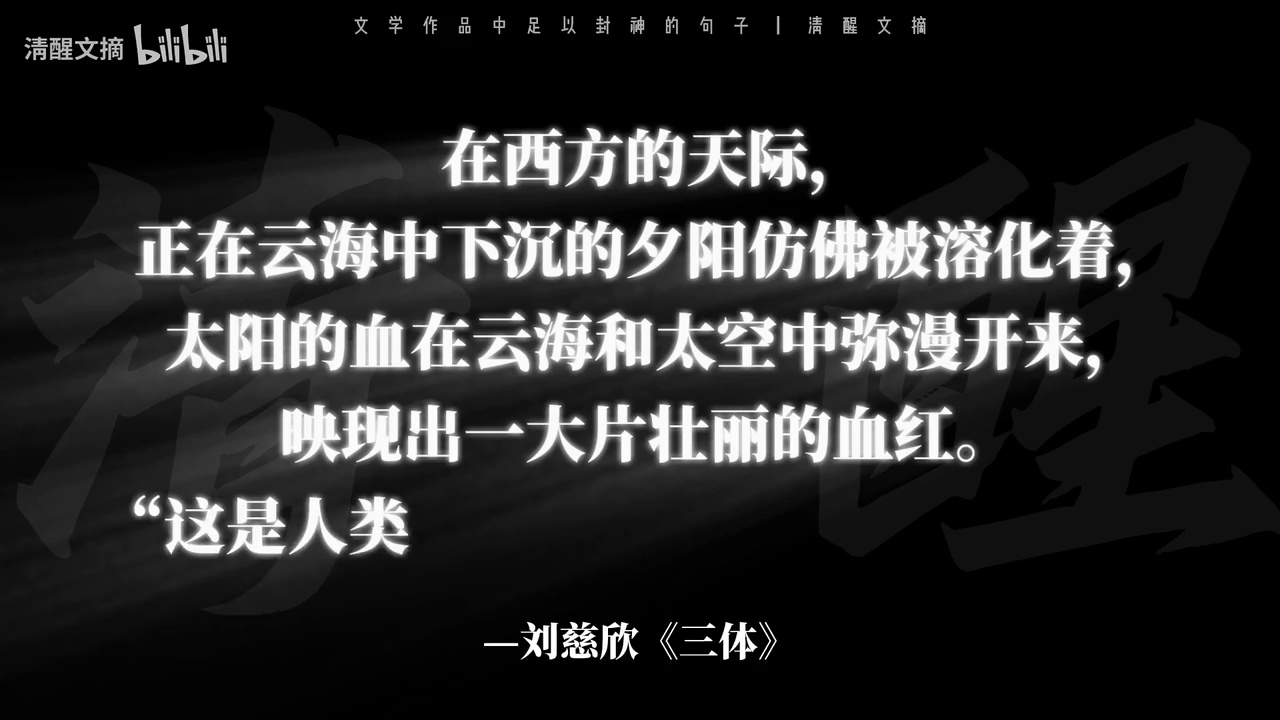 文学作品中足以封神的句子 | 清醒文摘
清醒文摘 bilibili
清醒
在西方的天际,
正在云海中下沉的夕阳仿佛被溶化着,
太阳的血在云海和太空中弥漫开来,
映现出一大片壮丽的血红。
“这是人类
—刘慈欣《三体》